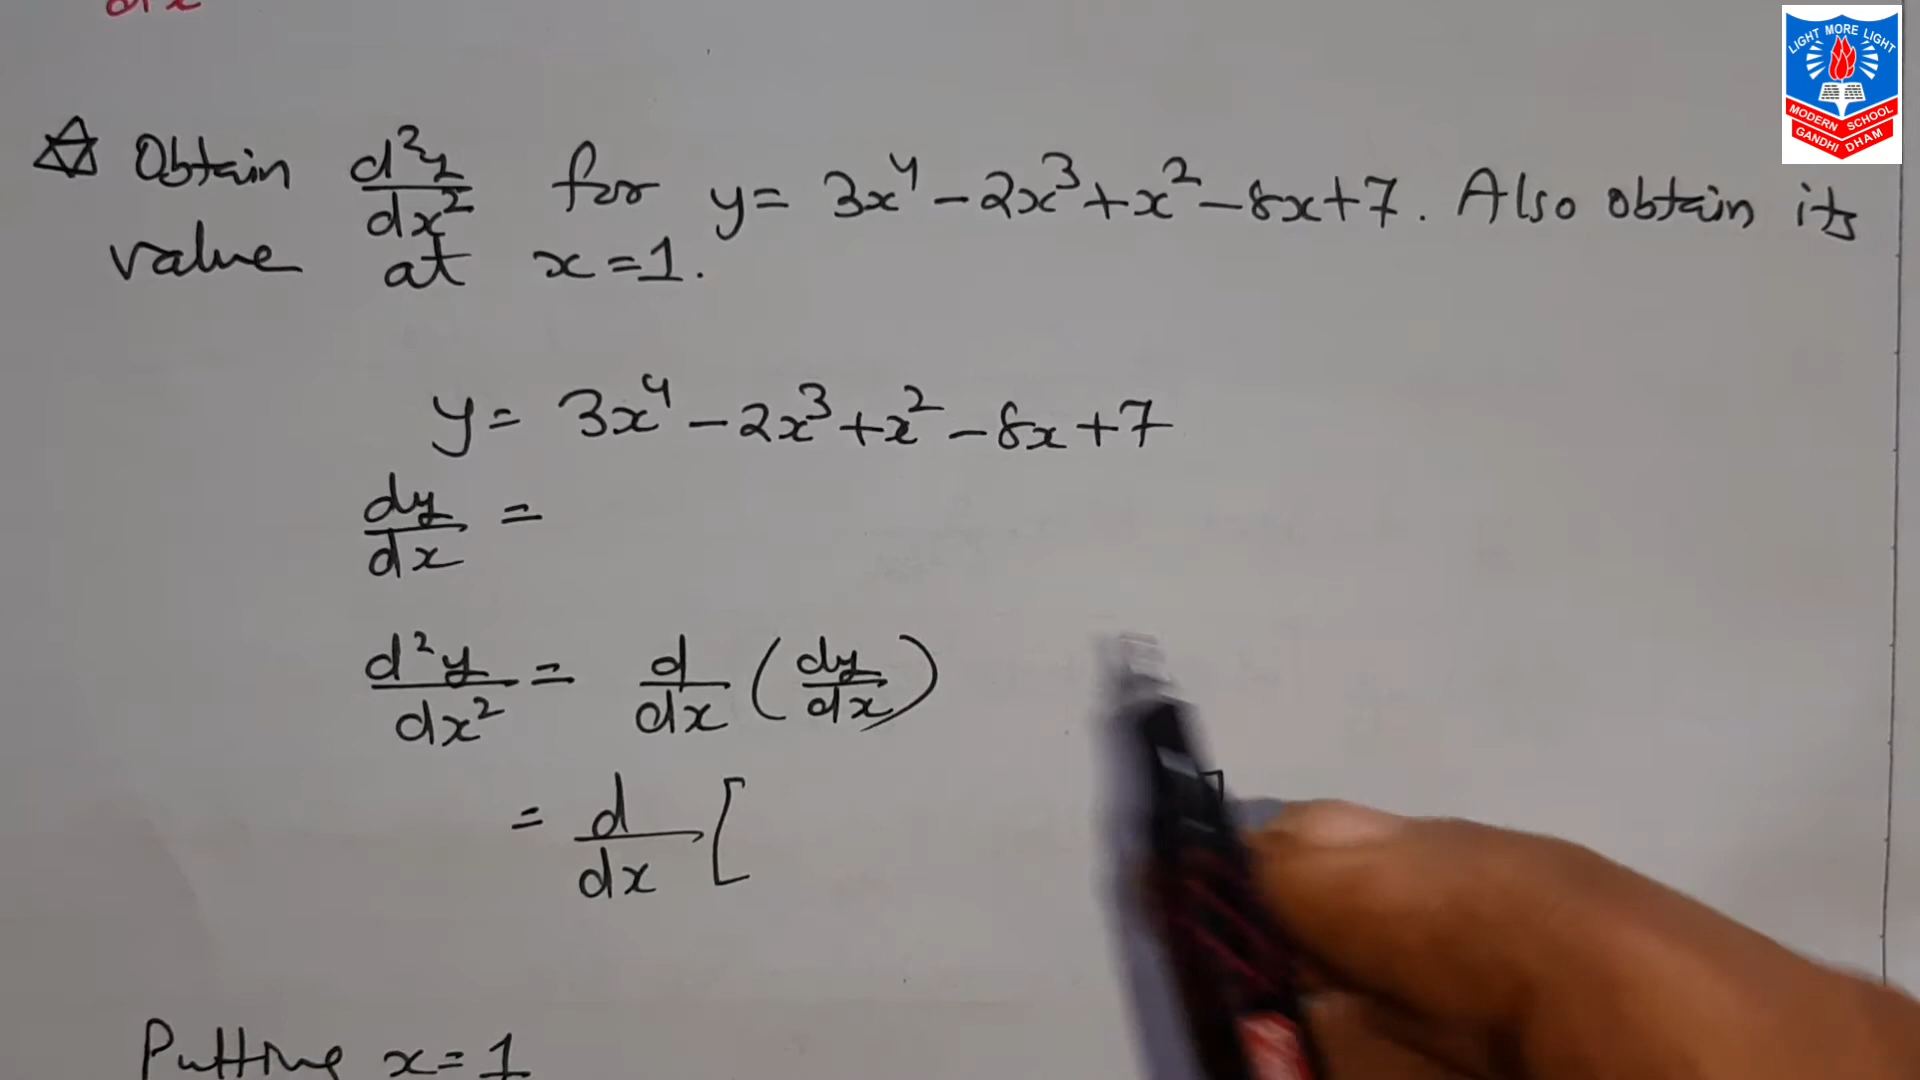 dx
☆ Obtain d²y/dx² for y = 3x⁴ - 2x³ + x² - 8x + 7. Also obtain its
value at x = 1.
y = 3x⁴ - 2x³ + x² - 8x + 7
dy/dx =
d²y/dx² = d/dx (dy/dx)
= d/dx [ ]
Putting x = 1
LIGHT MORE LIGHT
MODERN SCHOOL
GANDHI DHAM